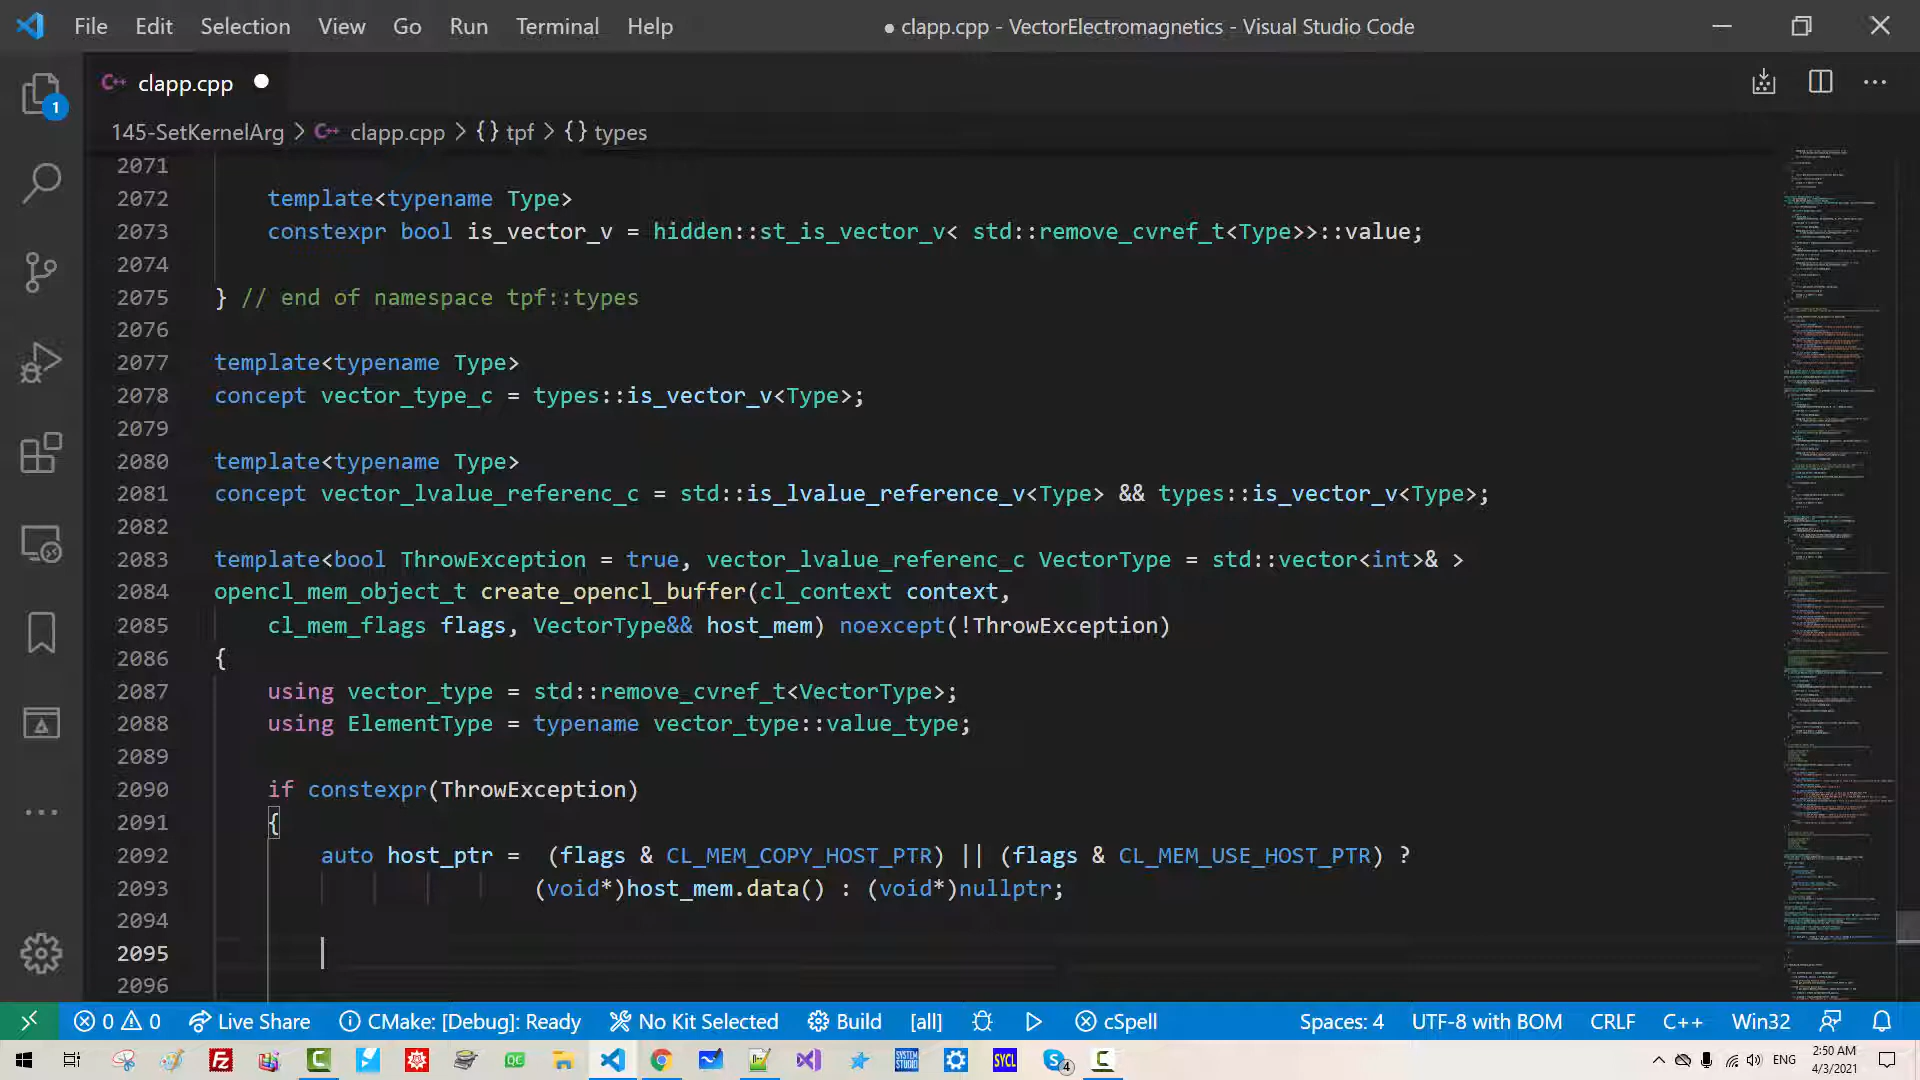 File Edit Selection View Go Run Terminal Help ● clapp.cpp - VectorElectromagnetics - Visual Studio Code
C++ clapp.cpp
145-SetKernelArg > C++ clapp.cpp > {} tpf > {} types
1
2071
2072 template<typename Type>
2073 constexpr bool is_vector_v = hidden::st_is_vector_v< std::remove_cvref_t<Type>>::value;
2074
2075 } // end of namespace tpf::types
2076
2077 template<typename Type>
2078 concept vector_type_c = types::is_vector_v<Type>;
2079
2080 template<typename Type>
2081 concept vector_lvalue_referenc_c = std::is_lvalue_reference_v<Type> && types::is_vector_v<Type>;
2082
2083 template<bool ThrowException = true, vector_lvalue_referenc_c VectorType = std::vector<int>& >
2084 opencl_mem_object_t create_opencl_buffer(cl_context context,
2085 cl_mem_flags flags, VectorType&& host_mem) noexcept(!ThrowException)
2086 {
2087 using vector_type = std::remove_cvref_t<VectorType>;
2088 using ElementType = typename vector_type::value_type;
2089
2090 if constexpr(ThrowException)
2091 {
2092 auto host_ptr =  (flags & CL_MEM_COPY_HOST_PTR) || (flags & CL_MEM_USE_HOST_PTR) ?
2093 (void*)host_mem.data() : (void*)nullptr;
2094
2095
2096
0 0 Live Share CMake: [Debug]: Ready No Kit Selected Build [all] cSpell Spaces: 4 UTF-8 with BOM CRLF C++ Win32
QC SYSTEM STUDIO SYCL 4 ENG 2:50 AM
4/3/2021